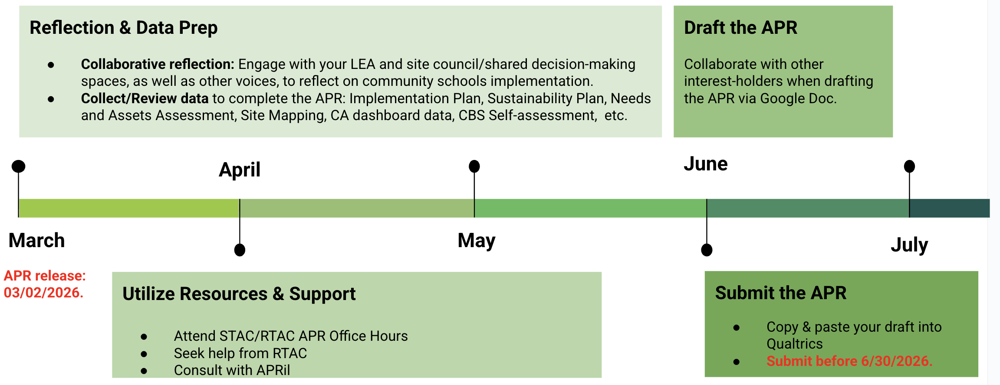 Reflection & Data Prep
● Collaborative reflection: Engage with your LEA and site council/shared decision-making
spaces, as well as other voices, to reflect on community schools implementation.
● Collect/Review data to complete the APR: Implementation Plan, Sustainability Plan, Needs
and Assets Assessment, Site Mapping, CA dashboard data, CBS Self-assessment,  etc.
Draft the APR
Collaborate with other
interest-holders when drafting
the APR via Google Doc.
April
June
March
May
July
APR release:
03/02/2026.
Utilize Resources & Support
● Attend STAC/RTAC APR Office Hours
● Seek help from RTAC
● Consult with APRil
Submit the APR
● Copy & paste your draft into
Qualtrics
● Submit before 6/30/2026.